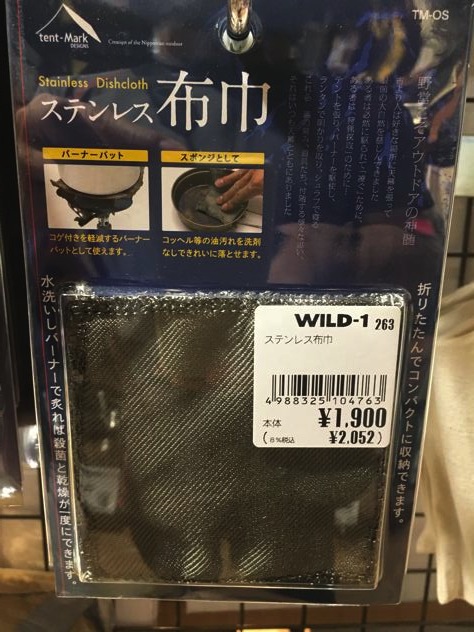 TM-OS
tent-Mark
DESIGNS
Creation of the Nipponian outdoor
Stainless Dishcloth
ステンレス布巾
バーナーパット
スポンジとして
コゲ付きを軽減するバーナー
パットとして使えます。
コッヘル等の油汚れを洗剤
なしできれいに落とせます。
折りたたんでコンパクトに収納できます。
水洗いしバーナーで炙れば殺菌と乾燥が一度にできます。
WILD-1 263
ステンレス布巾
4 988325 104763
本体 ¥1,900
(8%税込 ¥2,052)